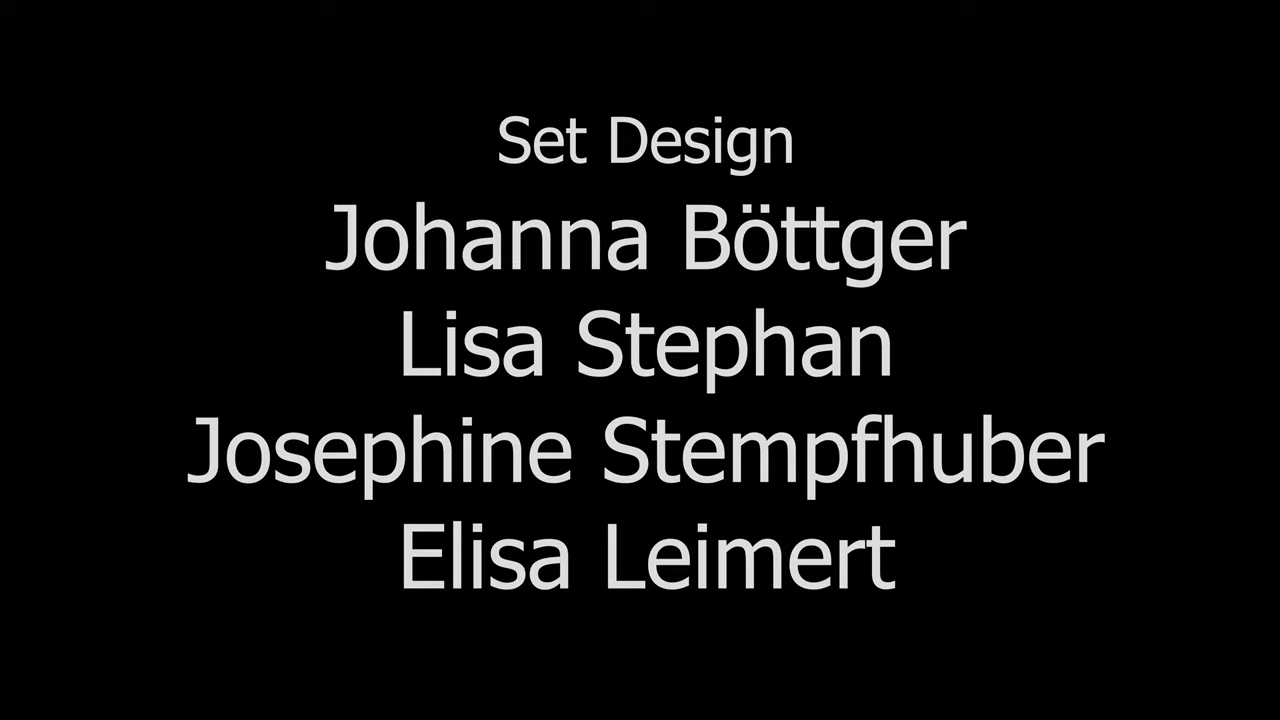 Set Design
Johanna Böttger
Lisa Stephan
Josephine Stempfhuber
Elisa Leimert